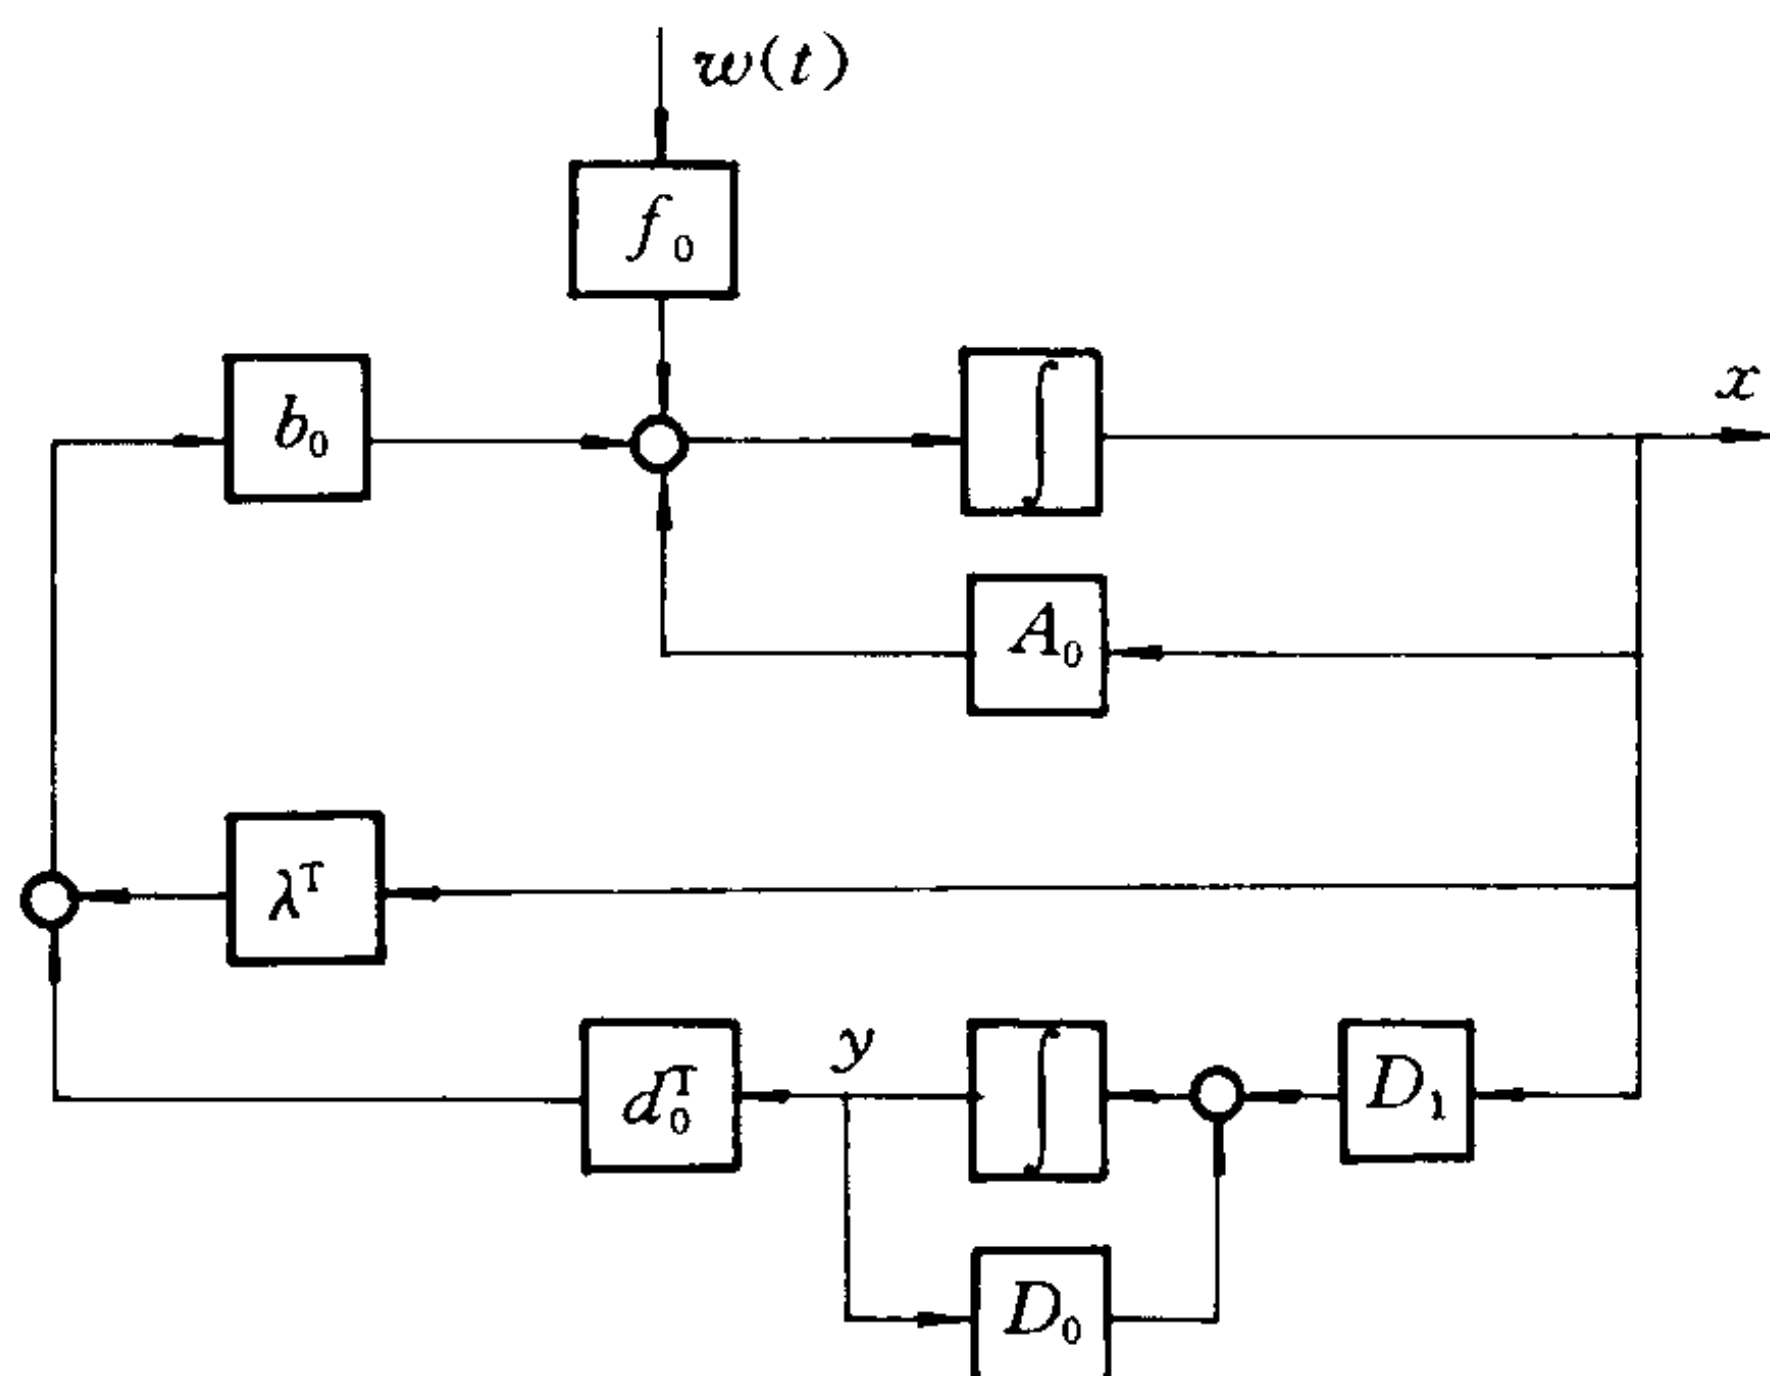 w(t)
f₀
b₀
∫
x
A₀
λᵀ
d₀ᵀ
y
∫
D₁
D₀